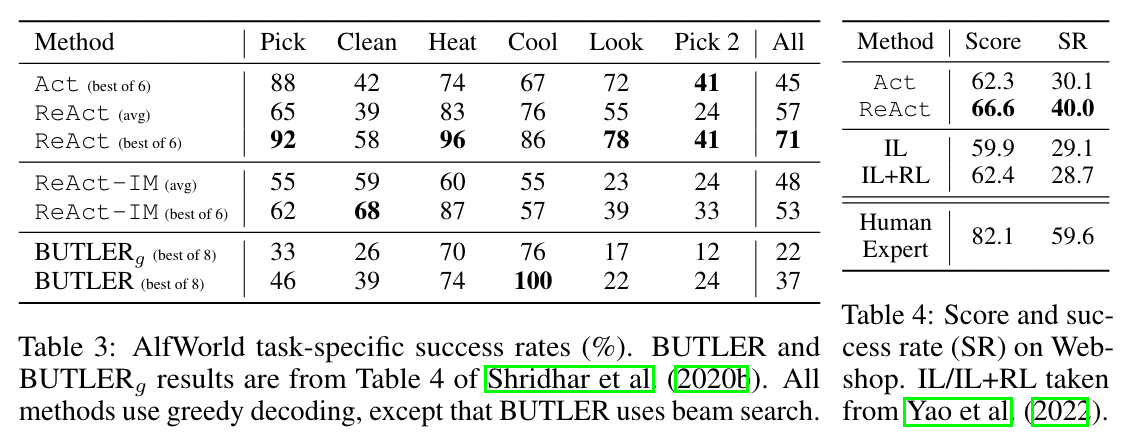 Method Pick Clean Heat Cool Look Pick 2 All
Act (best of 6) 88 42 74 67 72 41 45
ReAct (avg) 65 39 83 76 55 24 57
ReAct (best of 6) 92 58 96 86 78 41 71
ReAct-IM (avg) 55 59 60 55 23 24 48
ReAct-IM (best of 6) 62 68 87 57 39 33 53
BUTLERg (best of 8) 33 26 70 76 17 12 22
BUTLER (best of 8) 46 39 74 100 22 24 37
Table 3: AlfWorld task-specific success rates (%). BUTLER and
BUTLERg results are from Table 4 of Shridhar et al. (2020b). All
methods use greedy decoding, except that BUTLER uses beam search.
Method Score SR
Act 62.3 30.1
ReAct 66.6 40.0
IL 59.9 29.1
IL+RL 62.4 28.7
Human
Expert 82.1 59.6
Table 4: Score and suc-
cess rate (SR) on Web-
shop. IL/IL+RL taken
from Yao et al. (2022).